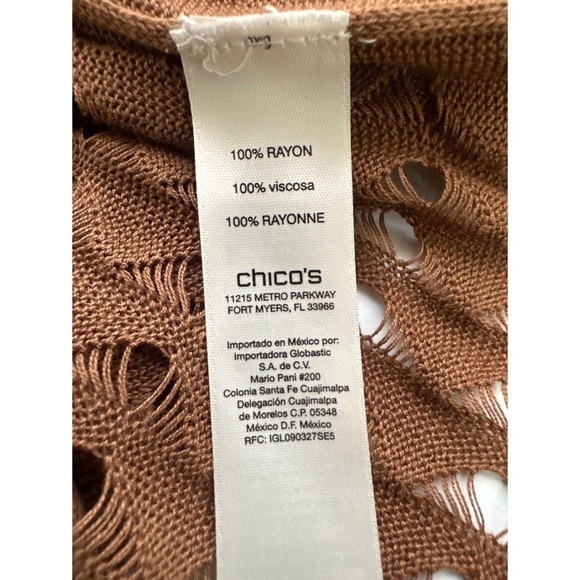 100% RAYON
100% viscosa
100% RAYONNE
chico's
11215 METRO PARKWAY
FORT MYERS, FL 33966
Importado en México por:
Importadora Globastic
S.A. de C.V.
Mario Pani #200
Colonia Santa Fe Cuajimalpa
Delegación Cuajimalpa
de Morelos C.P. 05348
México D.F. México
RFC: IGL090327SE5